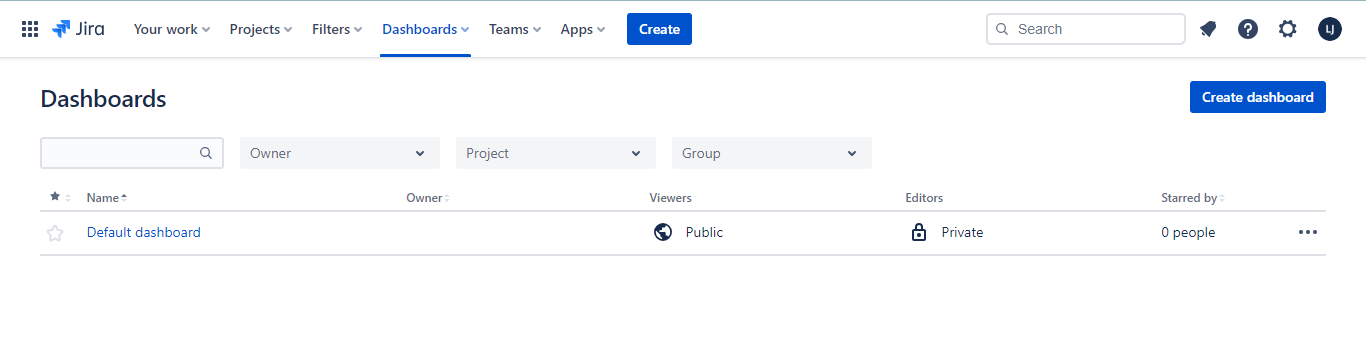 Jira Your work Projects Filters Dashboards Teams Apps Create Search ? LJ
Dashboards Create dashboard
Owner Project Group
Name Owner Viewers Editors Starred by
Default dashboard Public Private 0 people